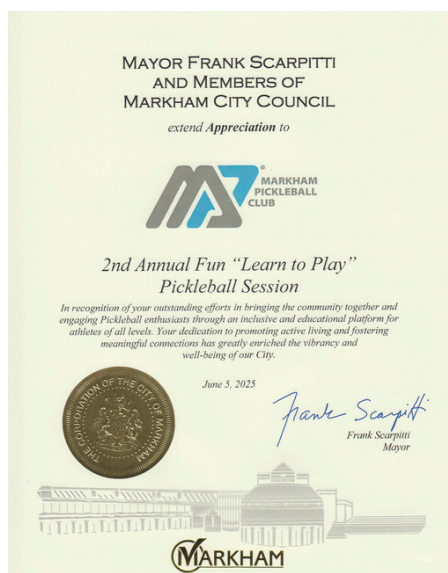 MAYOR FRANK SCARPITTI
AND MEMBERS OF
MARKHAM CITY COUNCIL
extend Appreciation to
MARKHAM
PICKLEBALL
CLUB
2nd Annual Fun “Learn to Play”
Pickleball Session
In recognition of your outstanding efforts in bringing the community together and
engaging Pickleball enthusiasts through an inclusive and educational platform for
athletes of all levels. Your dedication to promoting active living and fostering
meaningful connections has greatly enriched the vibrancy and
well-being of our City.
June 5, 2025
THE CORPORATION OF THE CITY OF MARKHAM
Frank Scarpitti
Frank Scarpitti
Mayor
MARKHAM